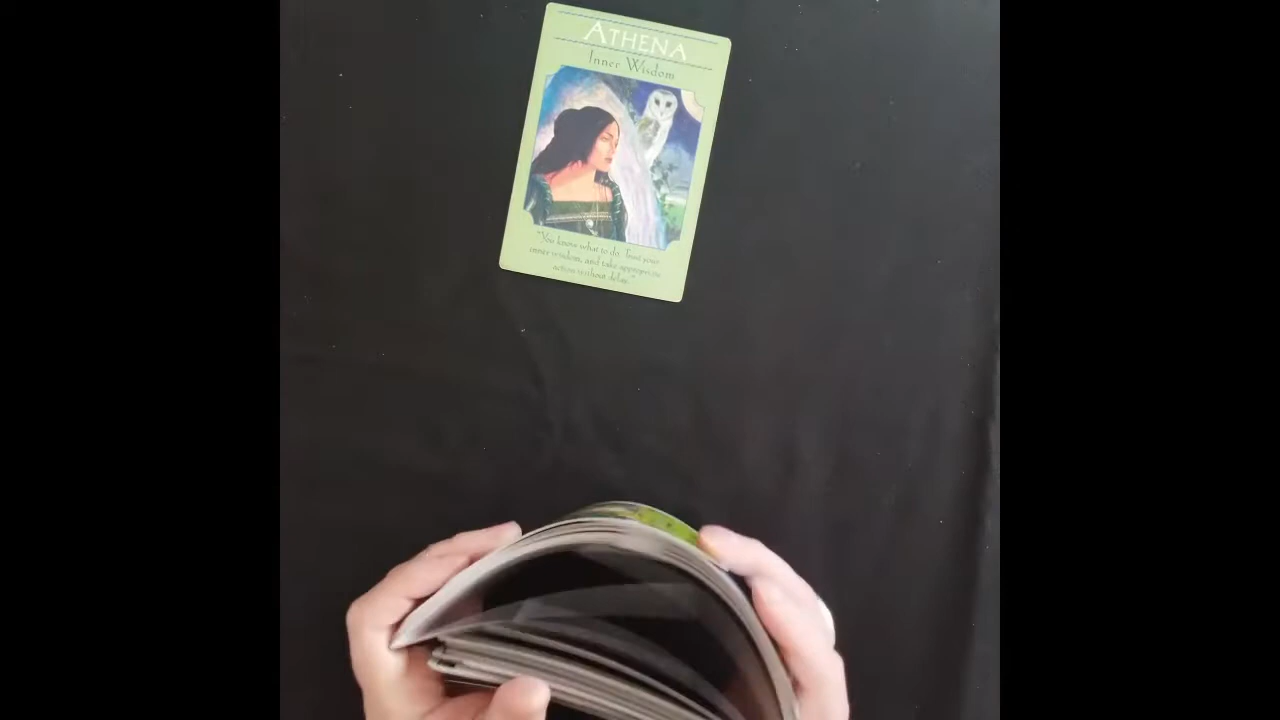 ATHENA
Inner Wisdom
"You know what to do. Trust your
inner wisdom, and take appropriate
action without delay."